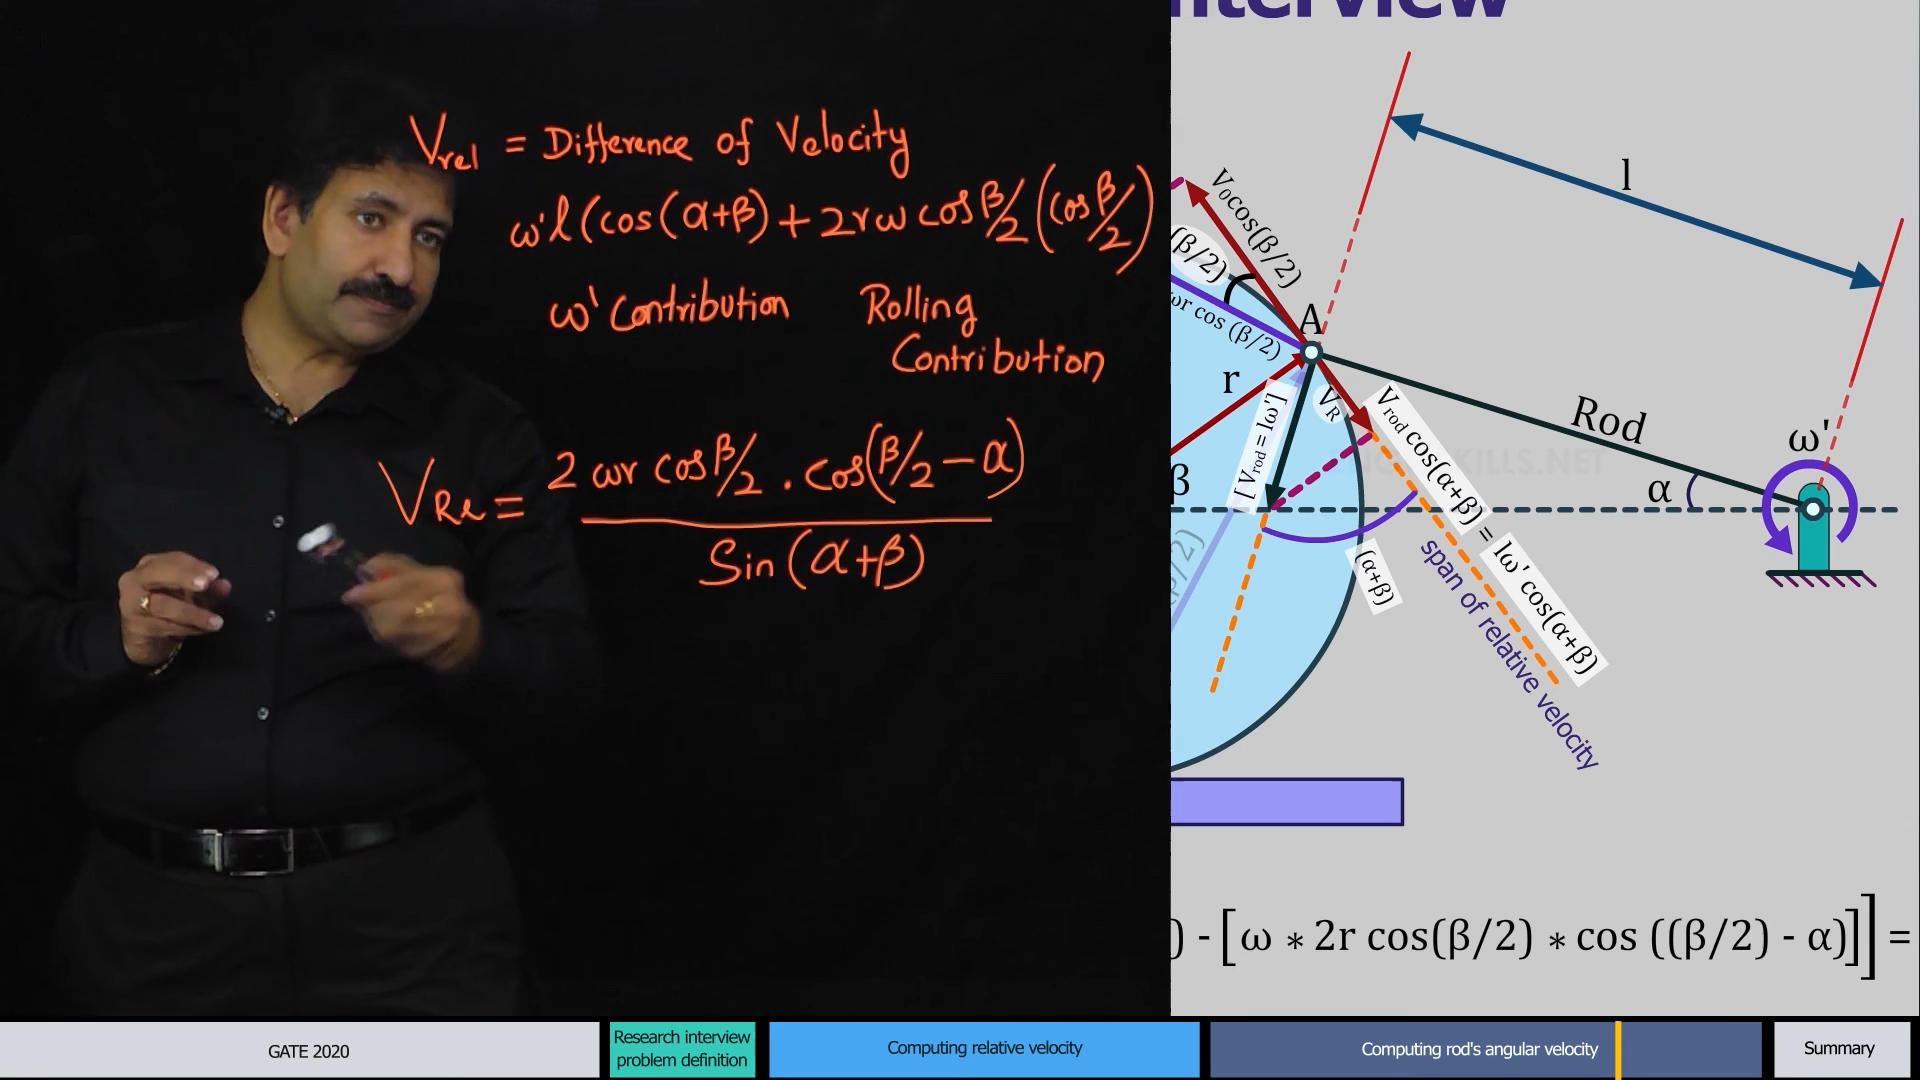 Vrel = Difference of Velocity
ω'l(cos(α+β) + 2rω cos β/2 (cos β/2)
ω' Contribution Rolling
Contribution
2 ωr cos β/2 . cos(β/2 − α)
Sin(α+β)
V₀cos(β/2)
(β/2)
ωr cos (β/2)
A
r
β
l
Rod
ω'
α
VR
[Vrod = lω']
Vrod cos(α+β) = lω' cos(α+β)
span of relative velocity
(α+β)
) - [ω * 2r cos(β/2) * cos ((β/2) - α)]] =
GATE 2020
Research interview
problem definition
Computing relative velocity
Computing rod's angular velocity
Summary